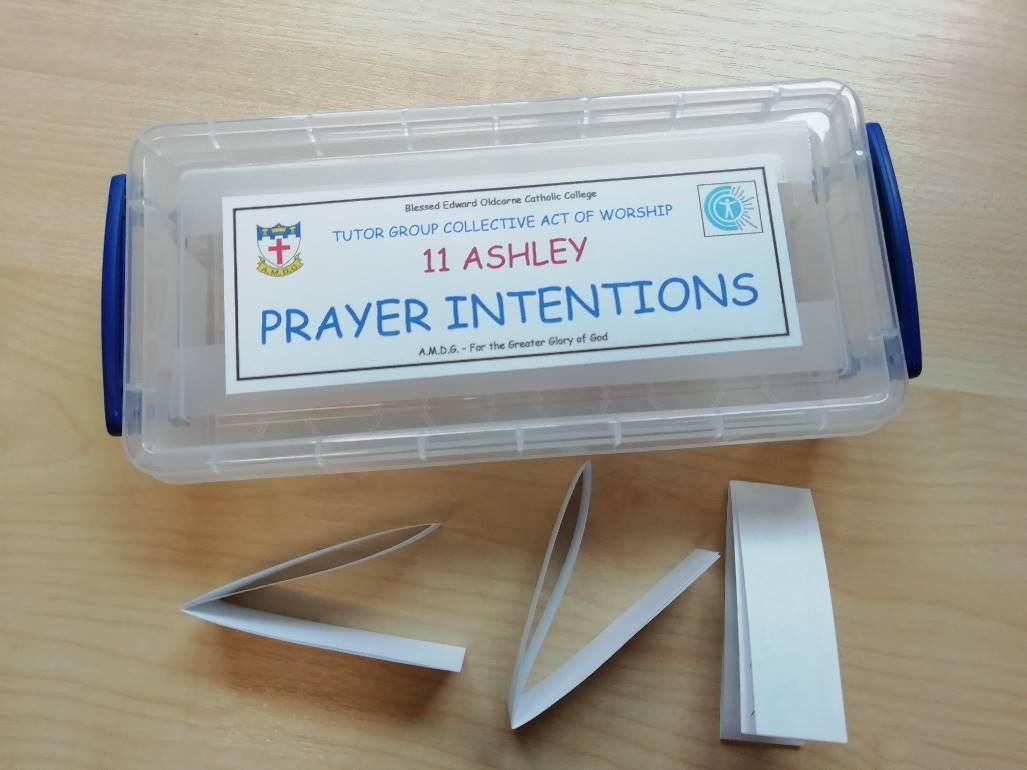 Blessed Edward Oldcorne Catholic College
TUTOR GROUP COLLECTIVE ACT OF WORSHIP
11 ASHLEY
PRAYER INTENTIONS
A.M.D.G. - For the Greater Glory of God
A.M.D.G.